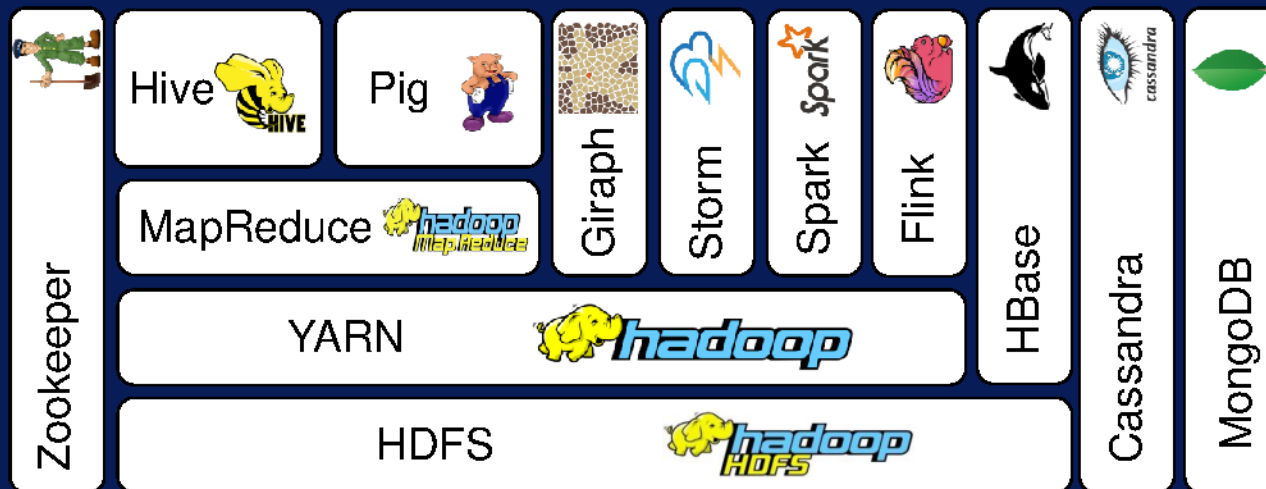 Zookeeper
Hive
HIVE
Pig
Giraph
Storm
Spark
Spark
Flink
HBase
cassandra
Cassandra
MongoDB
MapReduce
hadoop
Map Reduce
YARN
hadoop
HDFS
hadoop
HDFS